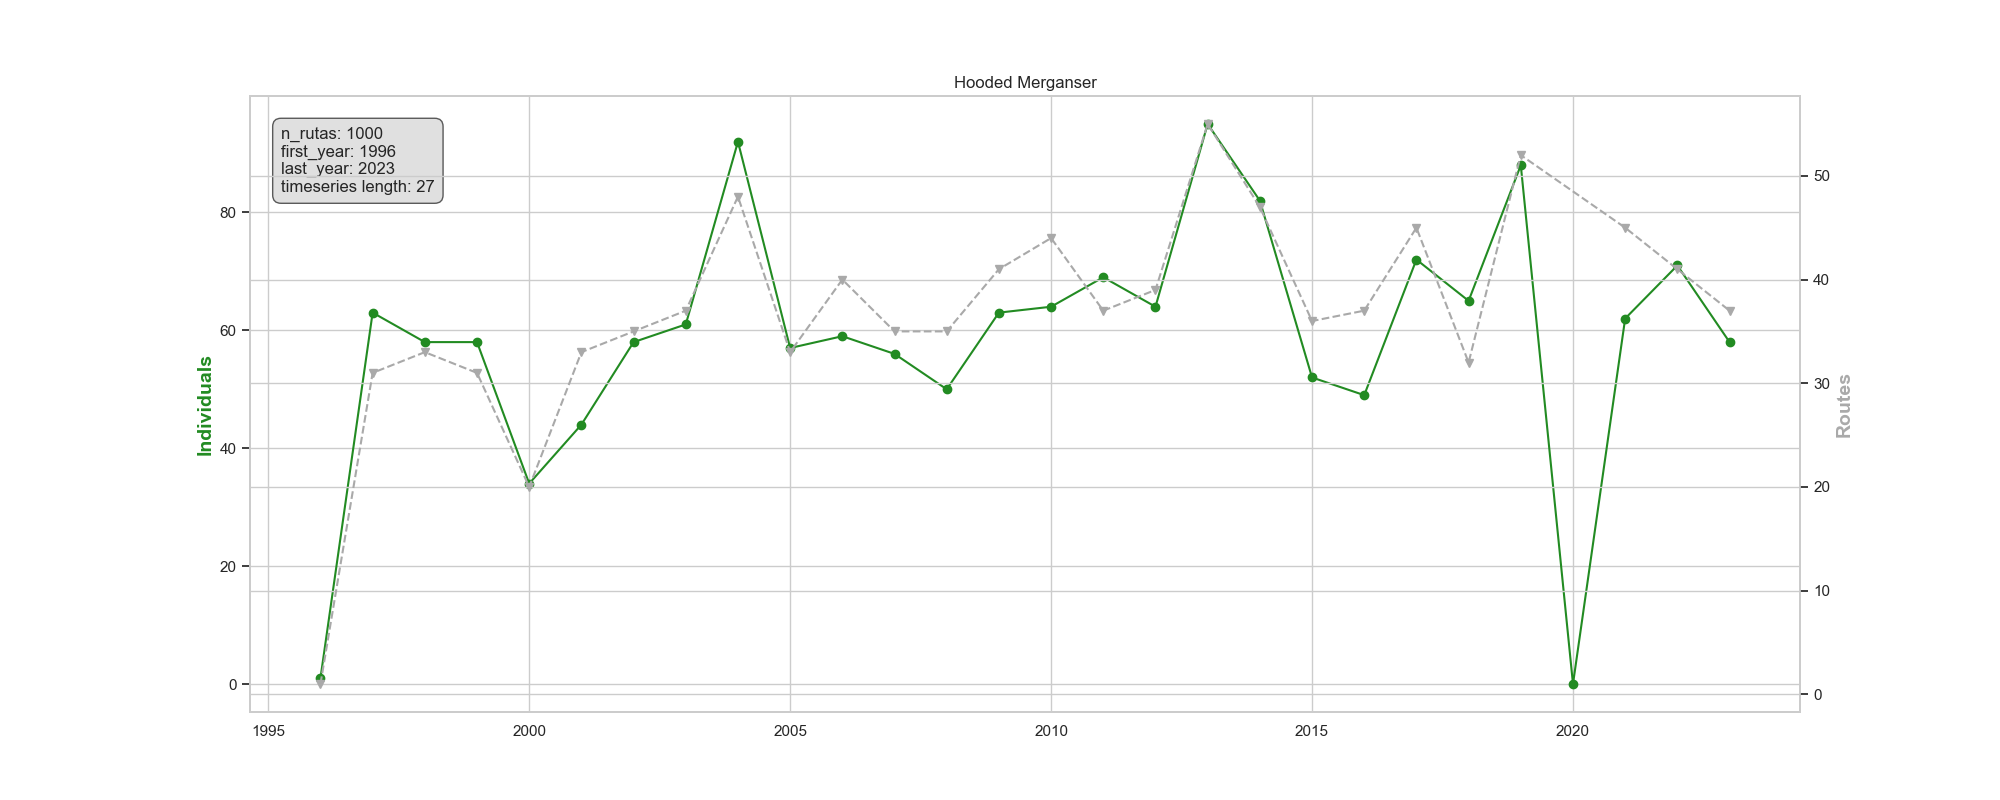 Hooded Merganser
n_rutas: 1000
first_year: 1996
last_year: 2023
timeseries length: 27
Individuals
80
60
40
20
0
50
40
30
20
10
0
Routes
1995
2000
2005
2010
2015
2020